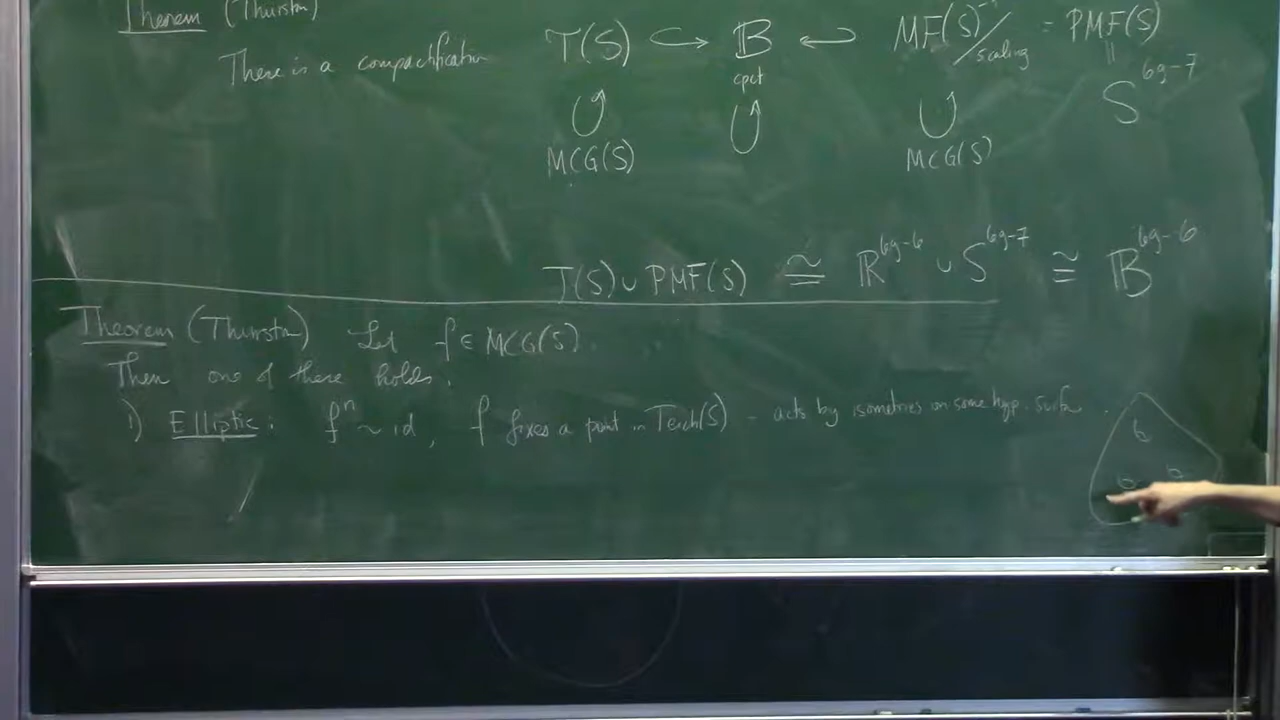 Theorem (Thurston)
There is a compactification T(S) ↪ 𝔹 ↩ MF(S) / scaling = PMF(S)
cpct
= S^{6g-7}
MCG(S) MCG(S)
T(S) ∪ PMF(S) ≅ ℝ^{6g-6} ∪ S^{6g-7} ≅ 𝔹^{6g-6}
Theorem (Thurston) Let f ∈ MCG(S).
Then one of these holds.
1) Elliptic: f^n ~ id, f fixes a point in Teich(S) - acts by isometries on some hyp. surface.